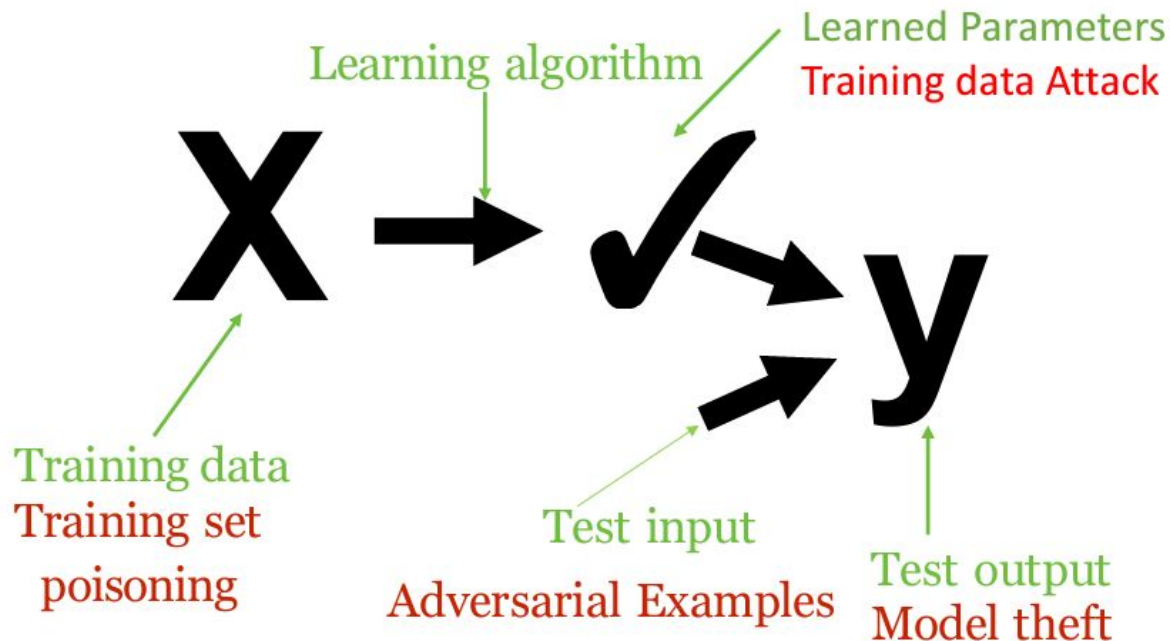 Learning algorithm
Learned Parameters
Training data Attack
X
y
Training data
Training set
poisoning
Test input
Adversarial Examples
Test output
Model theft